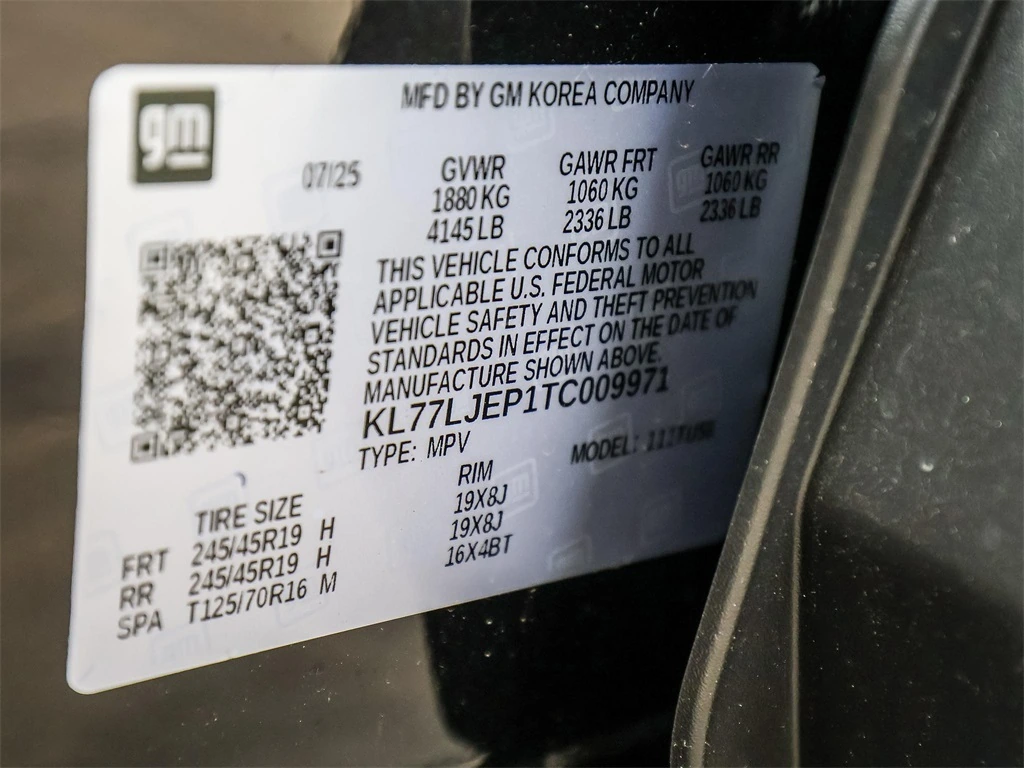 gm
MFD BY GM KOREA COMPANY
07/25
GVWR GAWR FRT GAWR RR
1880 KG 1060 KG 1060 KG
4145 LB 2336 LB 2336 LB
THIS VEHICLE CONFORMS TO ALL
APPLICABLE U.S. FEDERAL MOTOR
VEHICLE SAFETY AND THEFT PREVENTION
STANDARDS IN EFFECT ON THE DATE OF
MANUFACTURE SHOWN ABOVE.
KL77LJEP1TC009971
TYPE: MPV MODEL:
TIRE SIZE RIM
FRT 245/45R19 H 19X8J
RR 245/45R19 H 19X8J
SPA T125/70R16 M 16X4BT